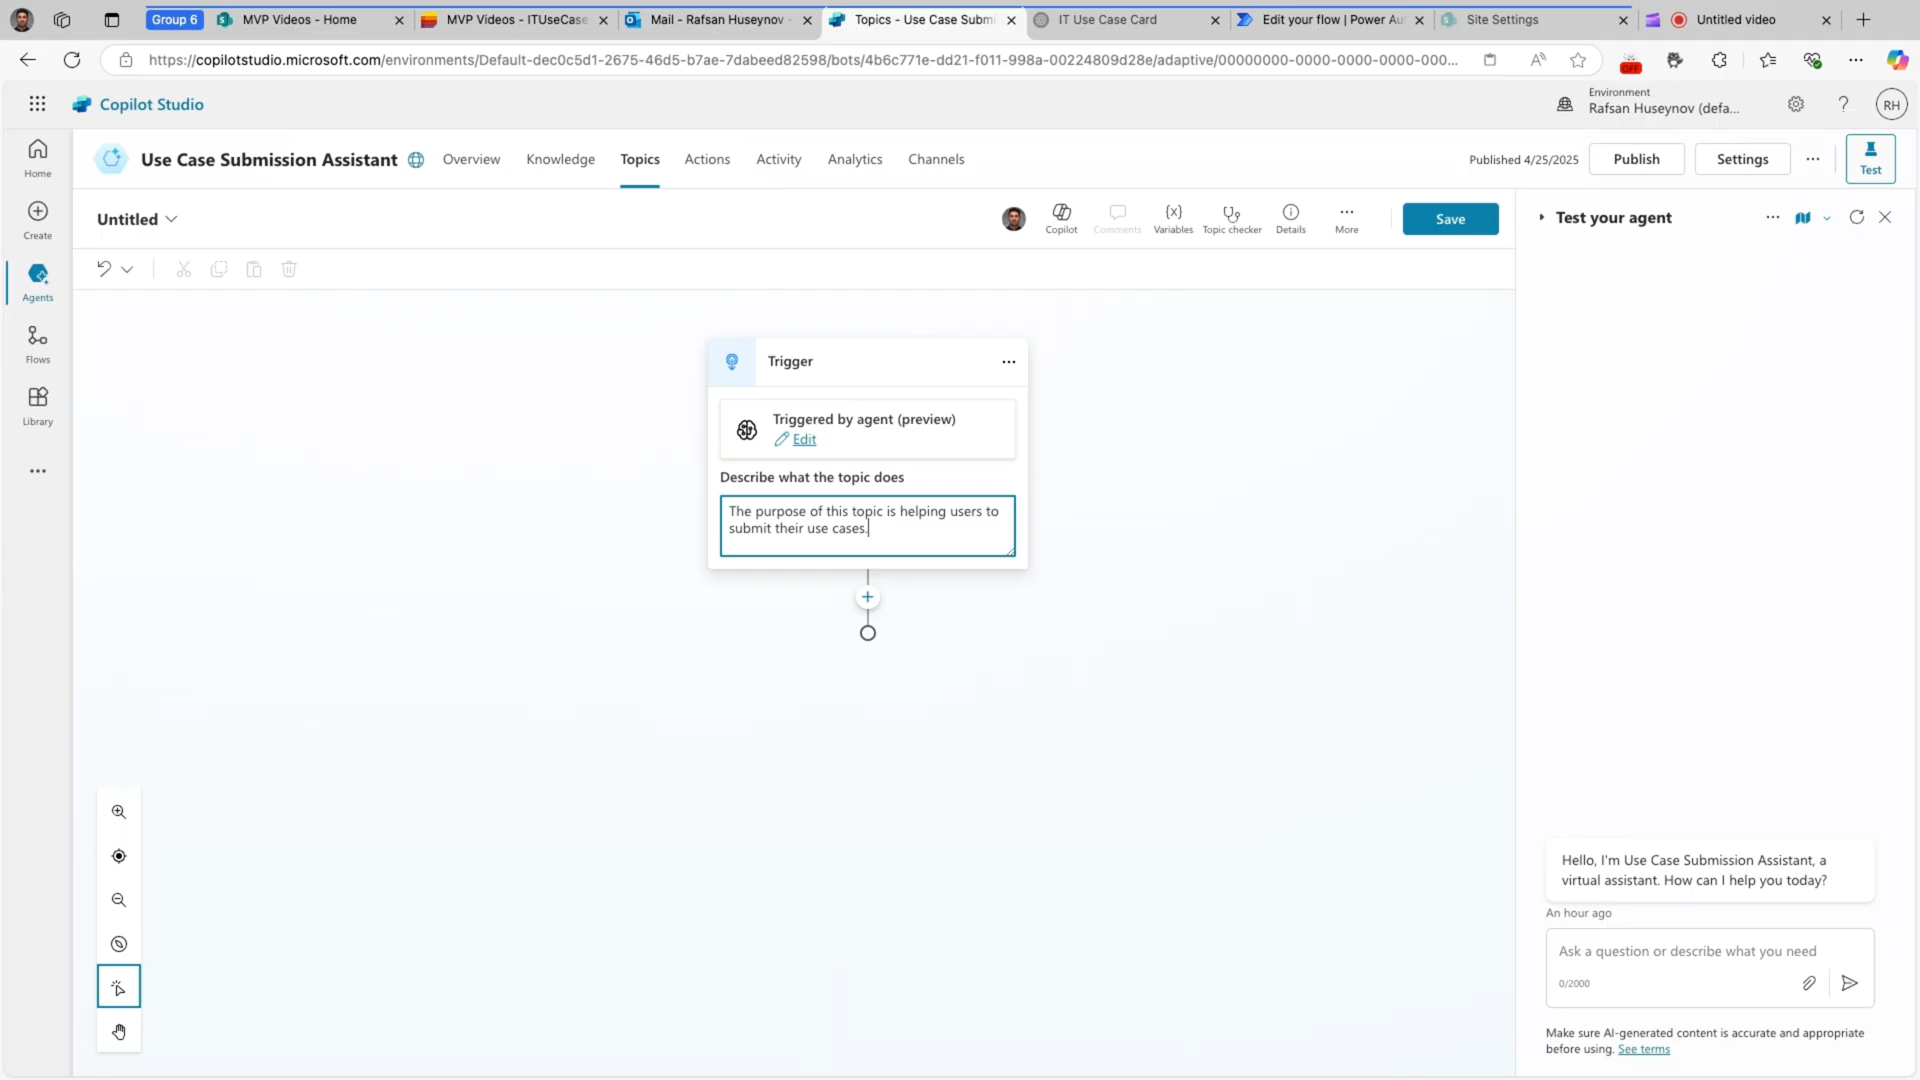 Group 6
MVP Videos - Home
MVP Videos - ITUseCase
Mail - Rafsan Huseynov -
Topics - Use Case Submi
IT Use Case Card
Edit your flow | Power Au
Site Settings
Untitled video
https://copilotstudio.microsoft.com/environments/Default-dec0c5d1-2675-46d5-b7ae-7dabeed82598/bots/4b6c771e-dd21-f011-998a-00224809d28e/adaptive/00000000-0000-0000-0000-000...
OFF
Copilot Studio
Environment
Rafsan Huseynov (defa...
RH
Home
Create
Agents
Flows
Library
Use Case Submission Assistant
Overview
Knowledge
Topics
Actions
Activity
Analytics
Channels
Published 4/25/2025
Publish
Settings
Test
Untitled
Copilot
Comments
Variables
Topic checker
Details
More
Save
Trigger
Triggered by agent (preview)
Edit
Describe what the topic does
The purpose of this topic is helping users to
submit their use cases.
Test your agent
Hello, I'm Use Case Submission Assistant, a
virtual assistant. How can I help you today?
An hour ago
Ask a question or describe what you need
0/2000
Make sure AI-generated content is accurate and appropriate
before using. See terms